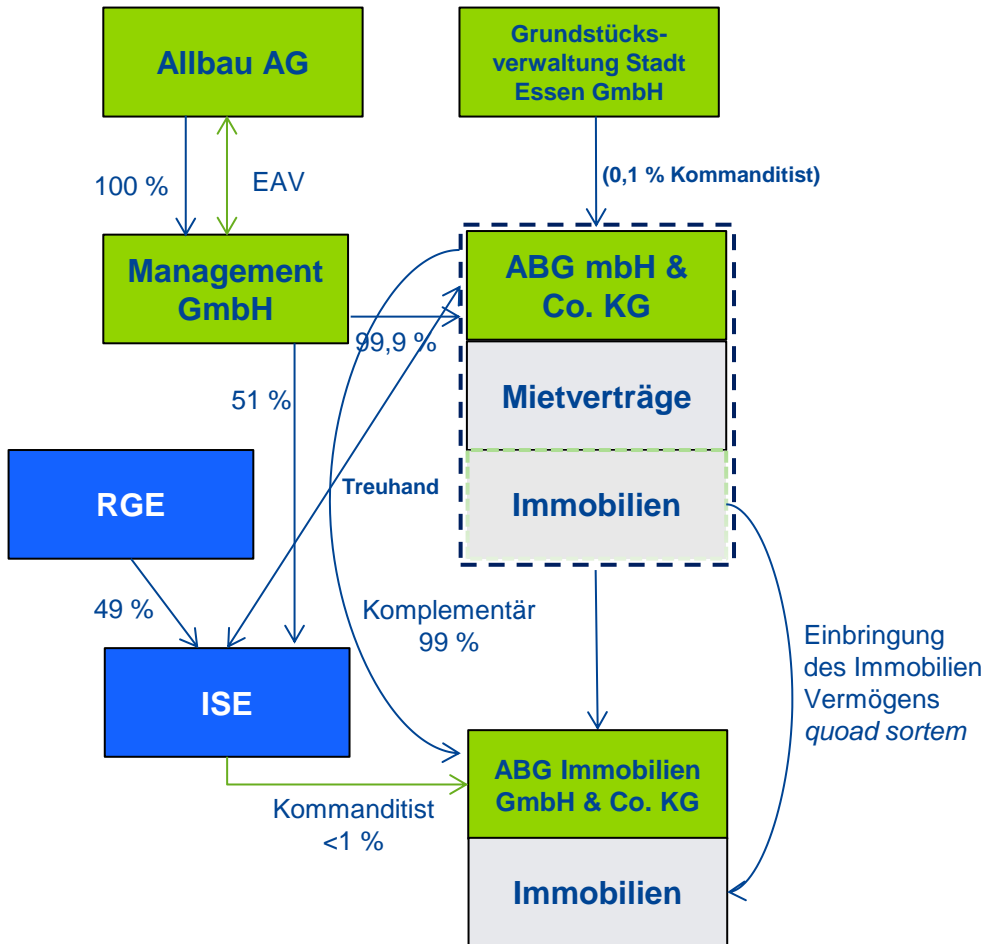 Allbau AG
Grundstücks-
verwaltung Stadt
Essen GmbH
100 %
EAV
(0,1 % Kommanditist)
Management
GmbH
ABG mbH &
Co. KG
99,9 %
51 %
Mietverträge
RGE
Treuhand
Immobilien
49 %
Komplementär
99 %
Einbringung
des Immobilien
Vermögens
quoad sortem
ISE
ABG Immobilien
GmbH & Co. KG
Kommanditist
<1 %
Immobilien